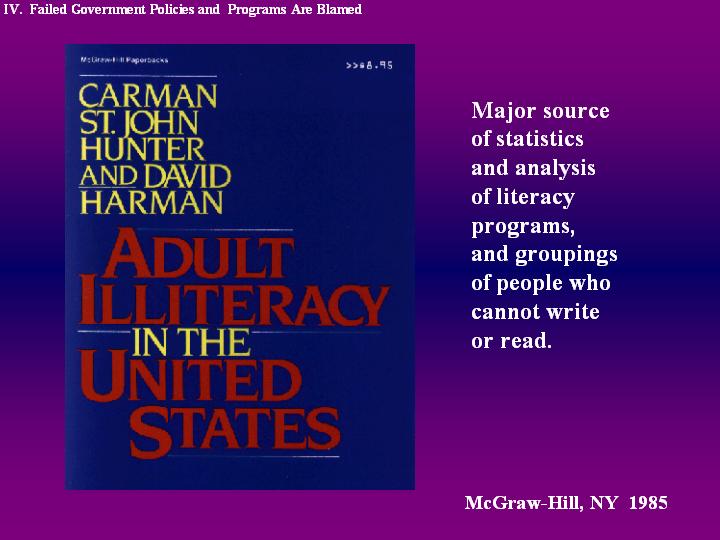 IV. Failed Government Policies and Programs Are Blamed
McGraw-Hill Paperbacks
>>$8.95
CARMAN
ST. JOHN
HUNTER
AND DAVID
HARMAN
ADULT
ILLITERACY
IN THE
UNITED
STATES
Major source
of statistics
and analysis
of literacy
programs,
and groupings
of people who
cannot write
or read.
McGraw-Hill, NY 1985